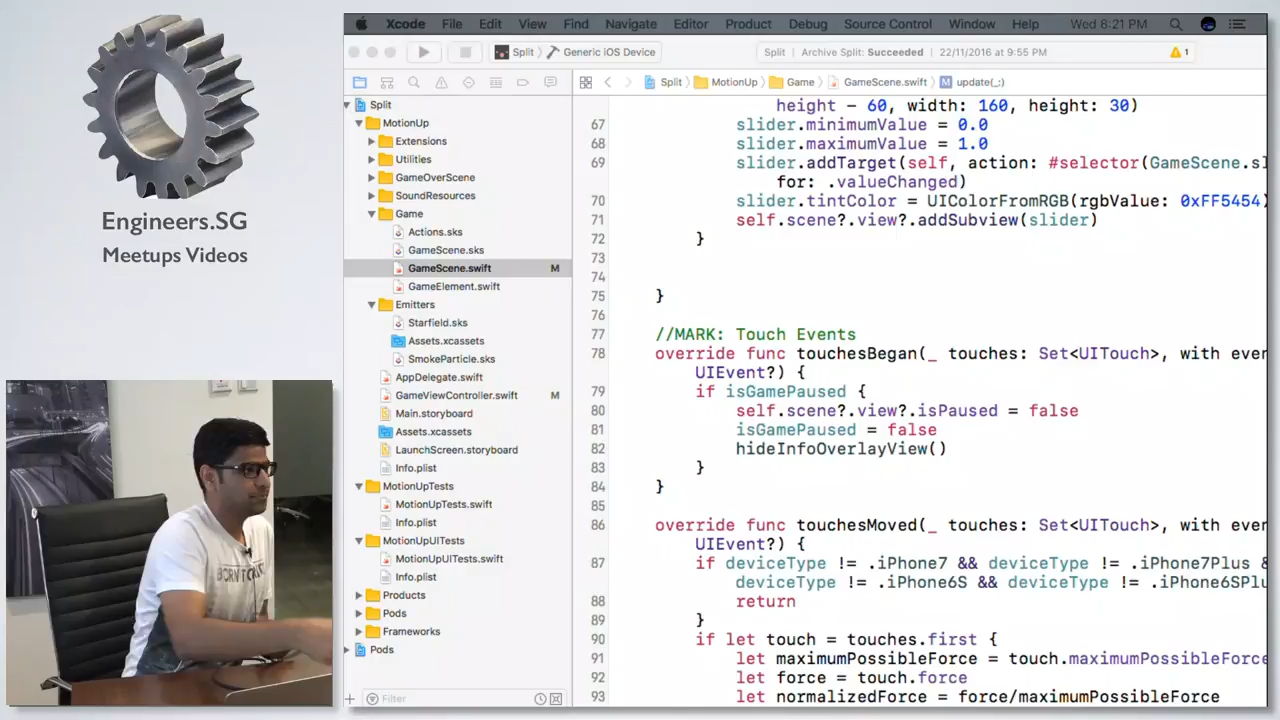 Engineers.SG
Meetups Videos
BORN TO
Xcode File Edit View Find Navigate Editor Product Debug Source Control Window Help Wed 8:21 PM
Split Generic iOS Device Split Archive Split: Succeeded 22/11/2016 at 9:55 PM 1
Split MotionUp Game GameScene.swift M update(_:)
Split
MotionUp
Extensions
Utilities
GameOverScene
SoundResources
Game
Actions.sks
GameScene.sks
GameScene.swift M
GameElement.swift
Emitters
Starfield.sks
Assets.xcassets
SmokeParticle.sks
AppDelegate.swift
GameViewController.swift M
Main.storyboard
Assets.xcassets
LaunchScreen.storyboard
Info.plist
MotionUpTests
MotionUpTests.swift
Info.plist
MotionUpUITests
MotionUpUITests.swift
Info.plist
Products
Pods
Frameworks
Pods
Filter
height - 60, width: 160, height: 30)
67 slider.minimumValue = 0.0
68 slider.maximumValue = 1.0
69 slider.addTarget(self, action: #selector(GameScene.sl
for: .valueChanged)
70 slider.tintColor = UIColorFromRGB(rgbValue: 0xFF5454)
71 self.scene?.view?.addSubview(slider)
72 }
73
74
75 }
76
77 //MARK: Touch Events
78 override func touchesBegan(_ touches: Set<UITouch>, with even
UIEvent?) {
79 if isGamePaused {
80 self.scene?.view?.isPaused = false
81 isGamePaused = false
82 hideInfoOverlayView()
83 }
84 }
85
86 override func touchesMoved(_ touches: Set<UITouch>, with even
UIEvent?) {
87 if deviceType != .iPhone7 && deviceType != .iPhone7Plus &
deviceType != .iPhone6S && deviceType != .iPhone6SPlu
88 return
89 }
90 if let touch = touches.first {
91 let maximumPossibleForce = touch.maximumPossibleForce
92 let force = touch.force
93 let normalizedForce = force/maximumPossibleForce